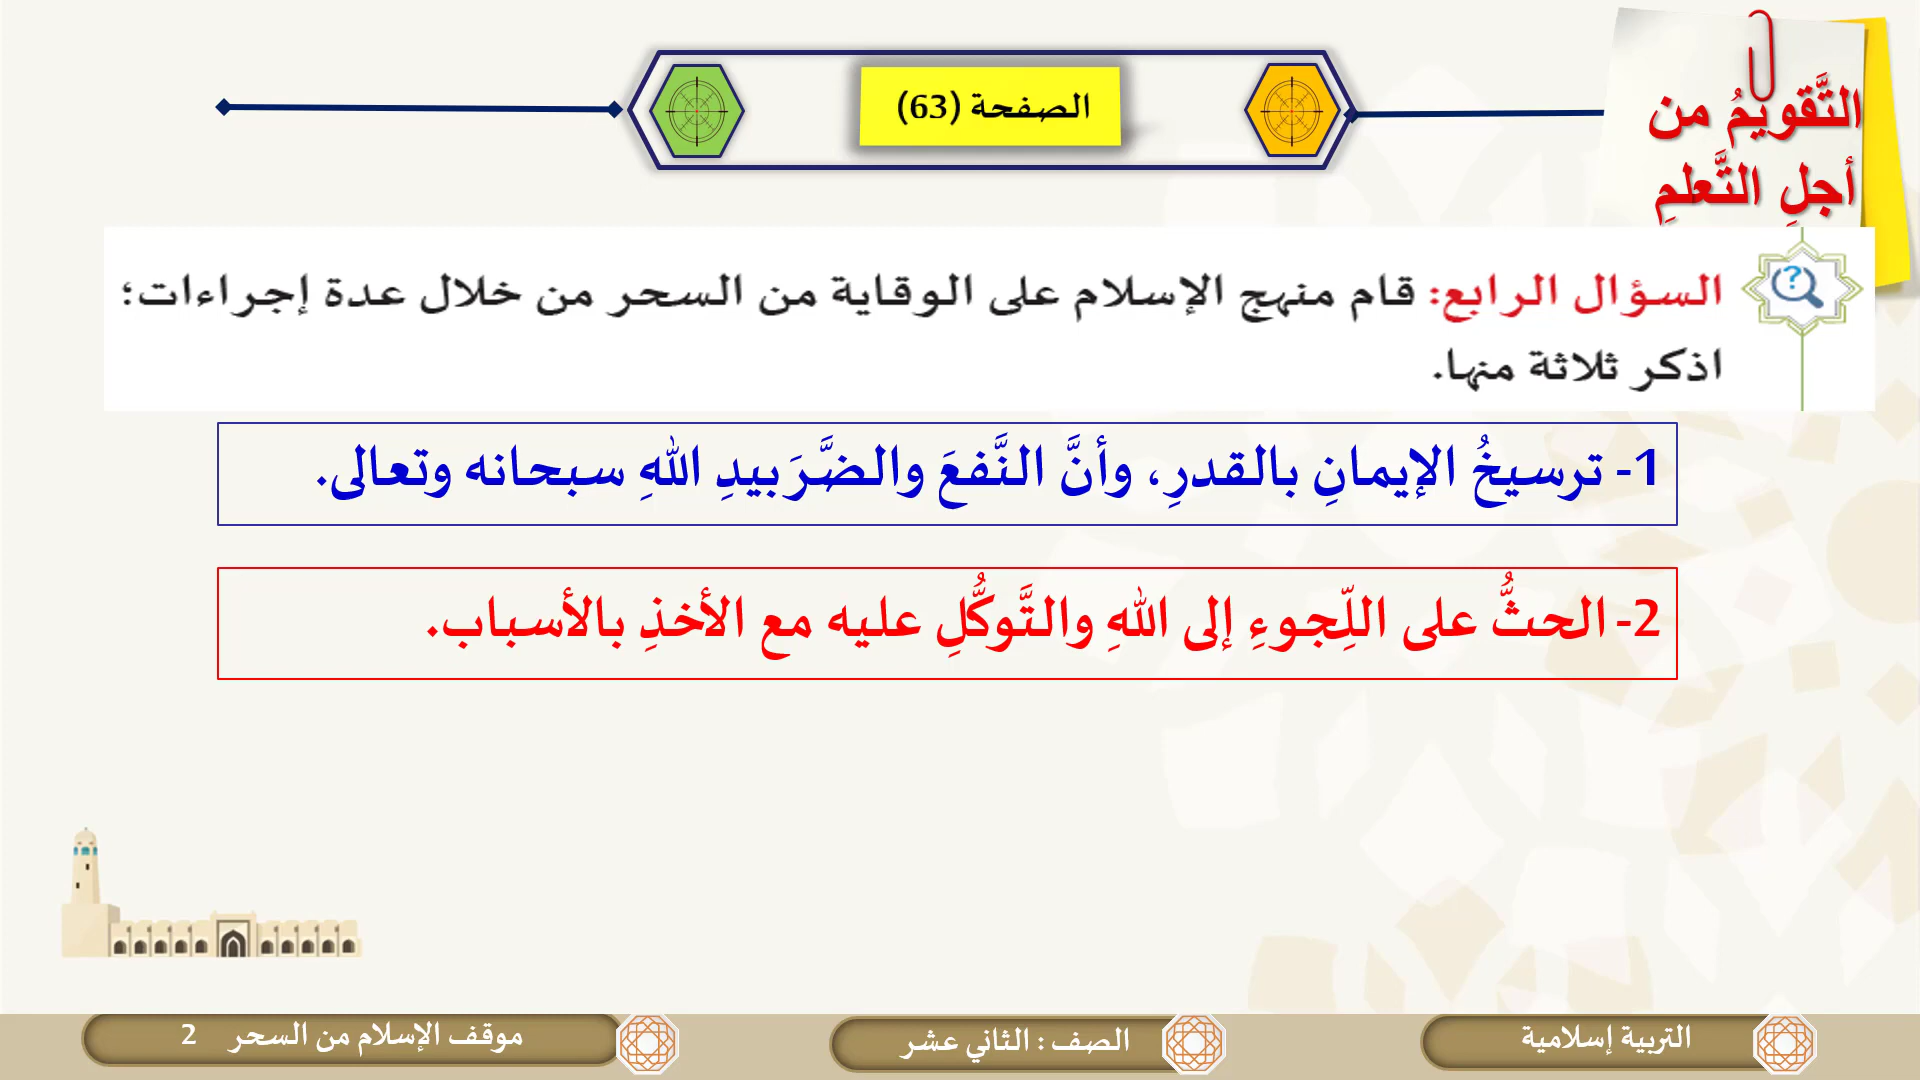 التَّقويمُ من
أجلِ التَّعلمِ
الصفحة (63)
السؤال الرابع: قام منهج الإسلام على الوقاية من السحر من خلال عدة إجراءات؛
اذكر ثلاثة منها.
1- ترسيخُ الإيمانِ بالقدرِ، وأنَّ النَّفعَ والضَّرَ بيدِ اللهِ سبحانه وتعالى.
2- الحثُّ على اللِّجوءِ إلى اللهِ والتَّوكُّلِ عليه مع الأخذِ بالأسباب.
التربية إسلامية
الصف : الثاني عشر
موقف الإسلام من السحر 2